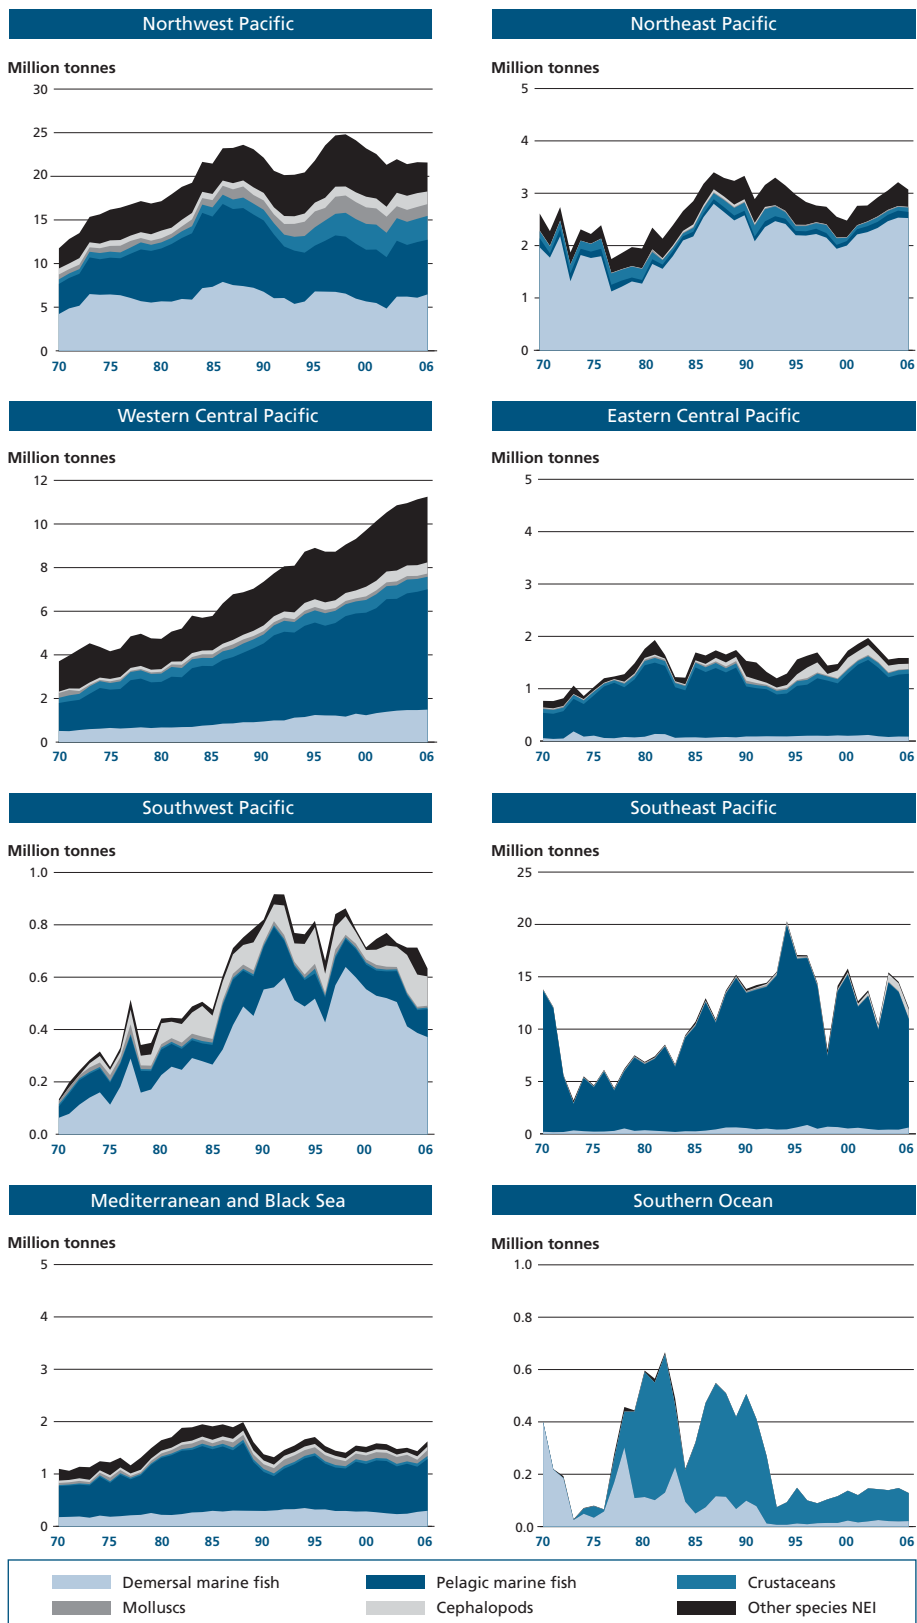 Northwest Pacific
Million tonnes
30
25
20
15
10
5
0
70 75 80 85 90 95 00 06
Northeast Pacific
Million tonnes
5
4
3
2
1
0
70 75 80 85 90 95 00 06
Western Central Pacific
Million tonnes
12
10
8
6
4
2
0
70 75 80 85 90 95 00 06
Eastern Central Pacific
Million tonnes
5
4
3
2
1
0
70 75 80 85 90 95 00 06
Southwest Pacific
Million tonnes
1.0
0.8
0.6
0.4
0.2
0.0
70 75 80 85 90 95 00 06
Southeast Pacific
Million tonnes
25
20
15
10
5
0
70 75 80 85 90 95 00 06
Mediterranean and Black Sea
Million tonnes
5
4
3
2
1
0
70 75 80 85 90 95 00 06
Southern Ocean
Million tonnes
1.0
0.8
0.6
0.4
0.2
0.0
70 75 80 85 90 95 00 06
Demersal marine fish
Pelagic marine fish
Crustaceans
Molluscs
Cephalopods
Other species NEI